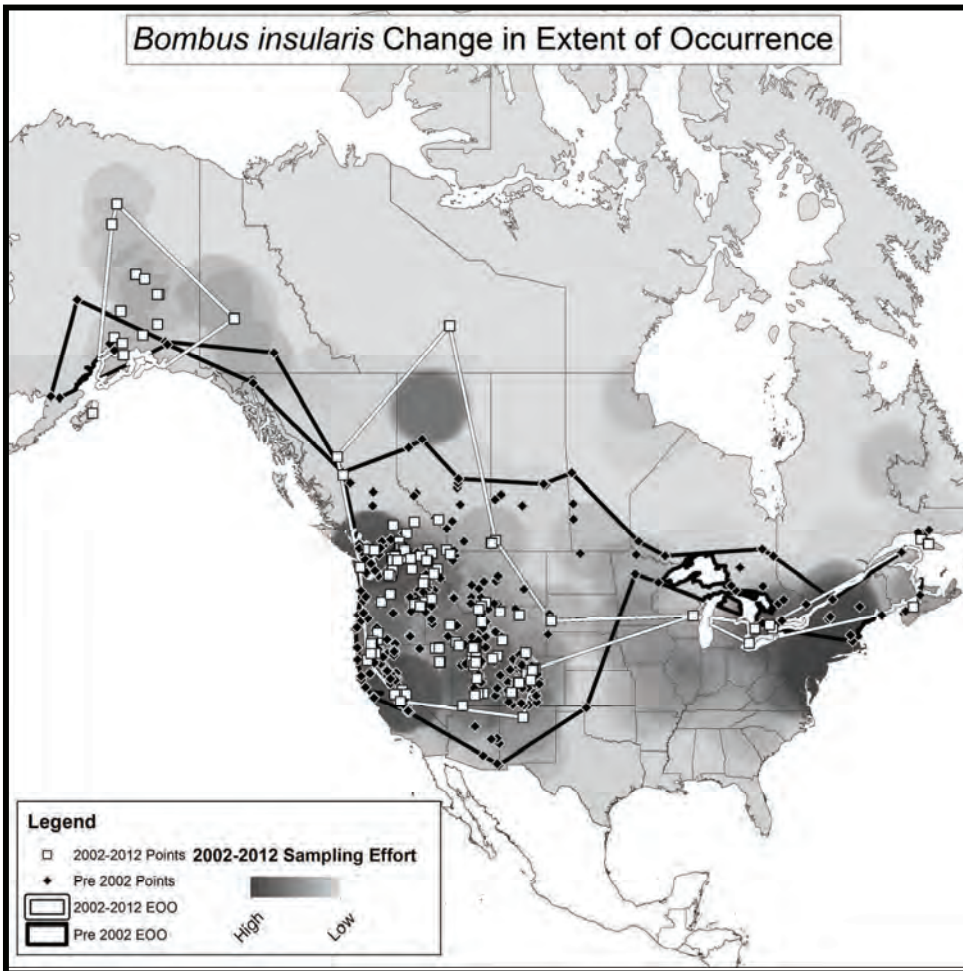 Bombus insularis Change in Extent of Occurrence
Legend
2002-2012 Points
Pre 2002 Points
2002-2012 EOO
Pre 2002 EOO
2002-2012 Sampling Effort
High
Low